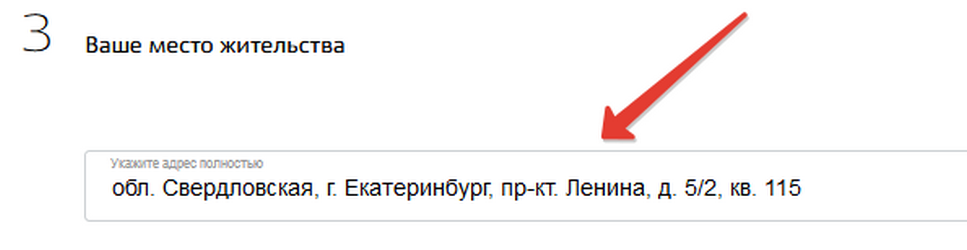 3
Ваше место жительства
Укажите адрес полностью
обл. Свердловская, г. Екатеринбург, пр-кт. Ленина, д. 5/2, кв. 115